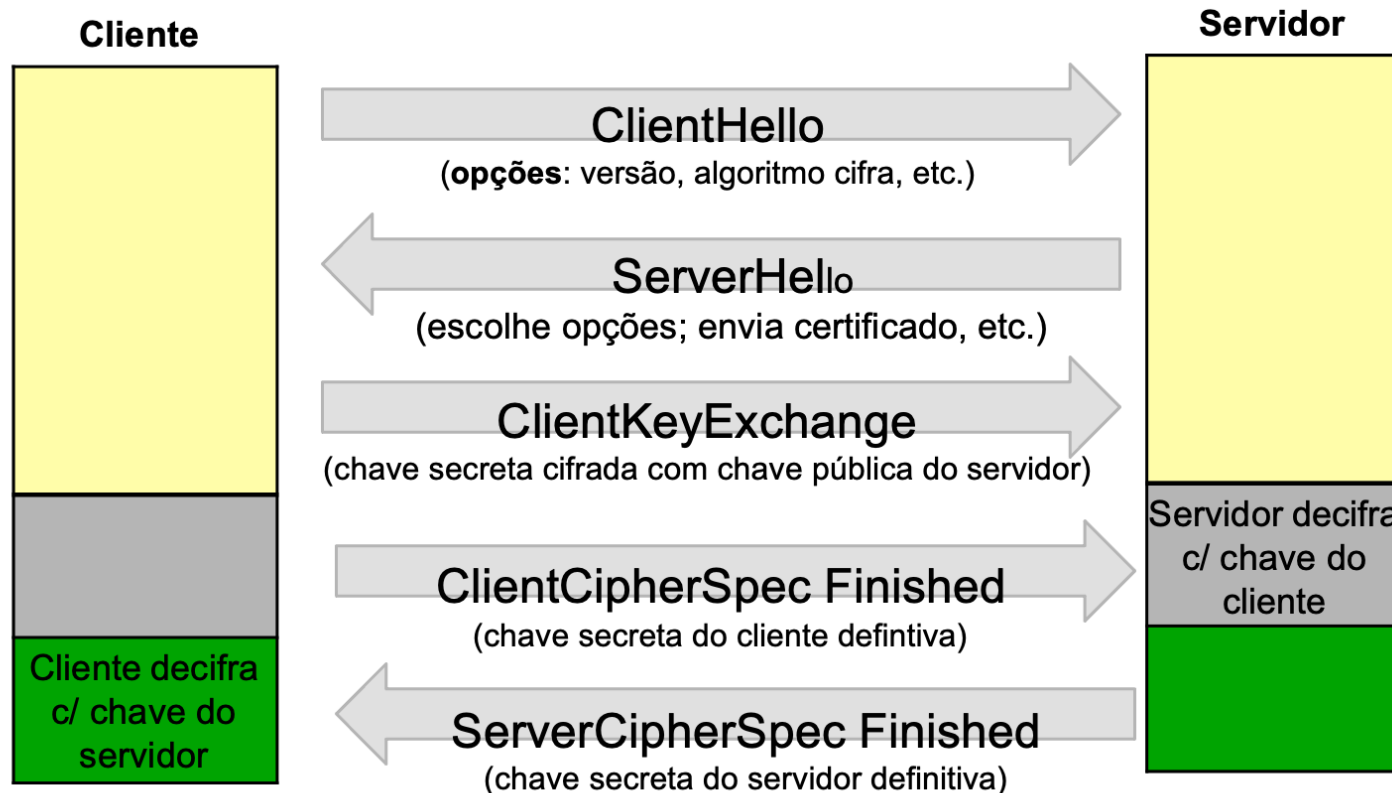 Cliente
Servidor
ClientHello
(opções: versão, algoritmo cifra, etc.)
ServerHello
(escolhe opções; envia certificado, etc.)
ClientKeyExchange
(chave secreta cifrada com chave pública do servidor)
Servidor decifra
c/ chave do
cliente
ClientCipherSpec Finished
(chave secreta do cliente defintiva)
Cliente decifra
c/ chave do
servidor
ServerCipherSpec Finished
(chave secreta do servidor definitiva)